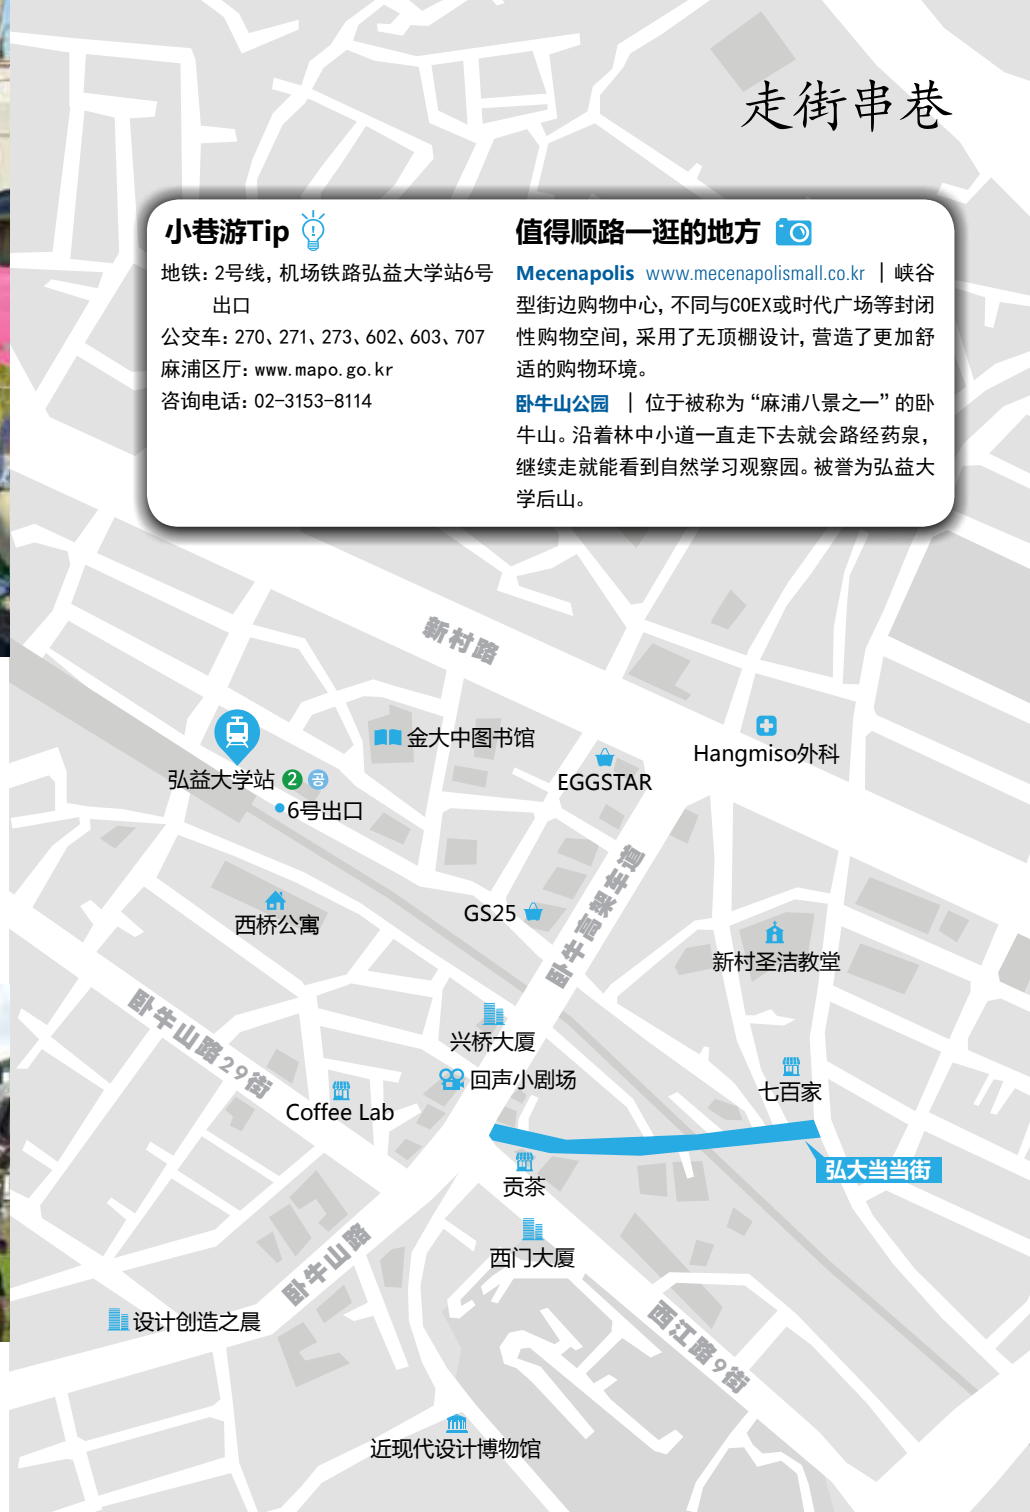 走街串巷
小巷游Tip
地铁: 2号线, 机场铁路弘益大学站6号
出口
公交车: 270、271、273、602、603、707
麻浦区厅: www.mapo.go.kr
咨询电话: 02-3153-8114
值得顺路一逛的地方
Mecenapolis www.mecenapolismall.co.kr | 峡谷
型街边购物中心, 不同与COEX或时代广场等封闭
性购物空间, 采用了无顶棚设计, 营造了更加舒
适的购物环境。
卧牛山公园 | 位于被称为 “麻浦八景之一” 的卧
牛山。沿着林中小道一直走下去就会路经药泉,
继续走就能看到自然学习观察园。被誉为弘益大
学后山。
新村路
金大中图书馆
Hangmiso外科
EGGSTAR
弘益大学站 2 공
6号出口
卧牛高架车道
西桥公寓
GS25
新村圣洁教堂
卧牛山路29街
兴桥大厦
回声小剧场
七百家
Coffee Lab
弘大当当街
贡茶
西门大厦
卧牛山路
设计创造之晨
西江路9街
近现代设计博物馆